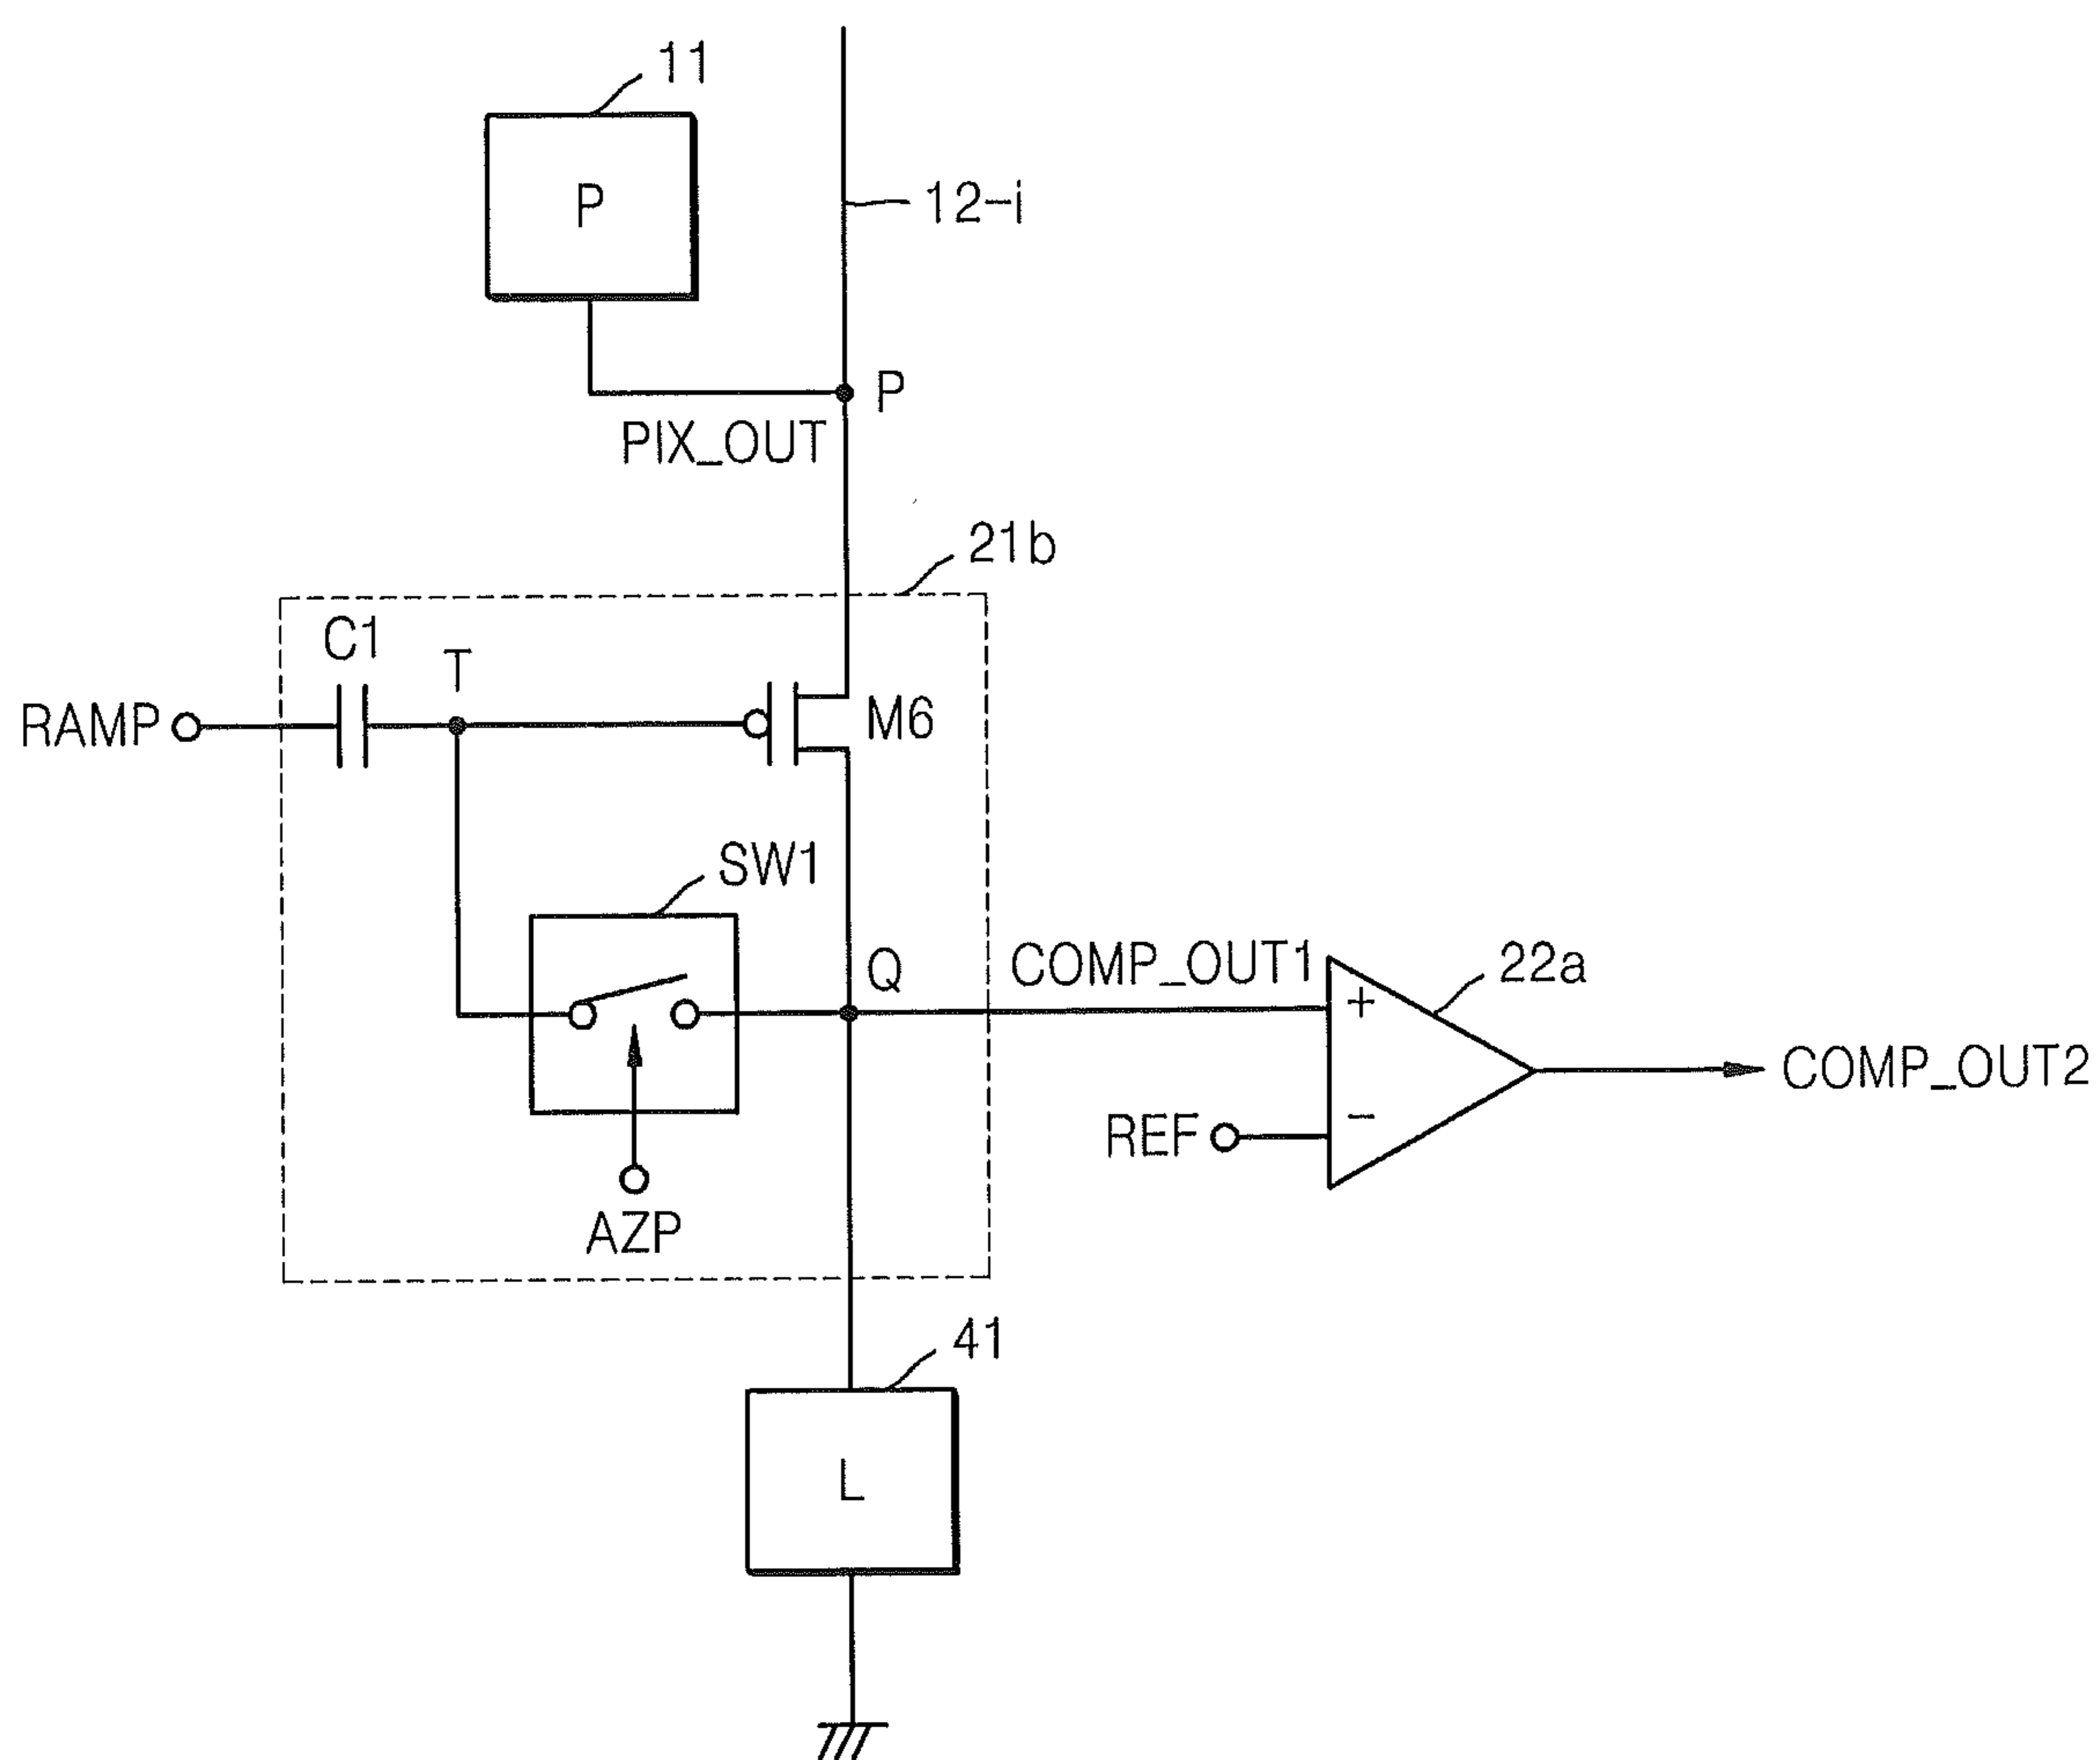 11
P
12-i
P
PIX_OUT
21b
C1
T
RAMP
M6
SW1
Q
COMP_OUT1
22a
+
−
COMP_OUT2
REF
AZP
41
L